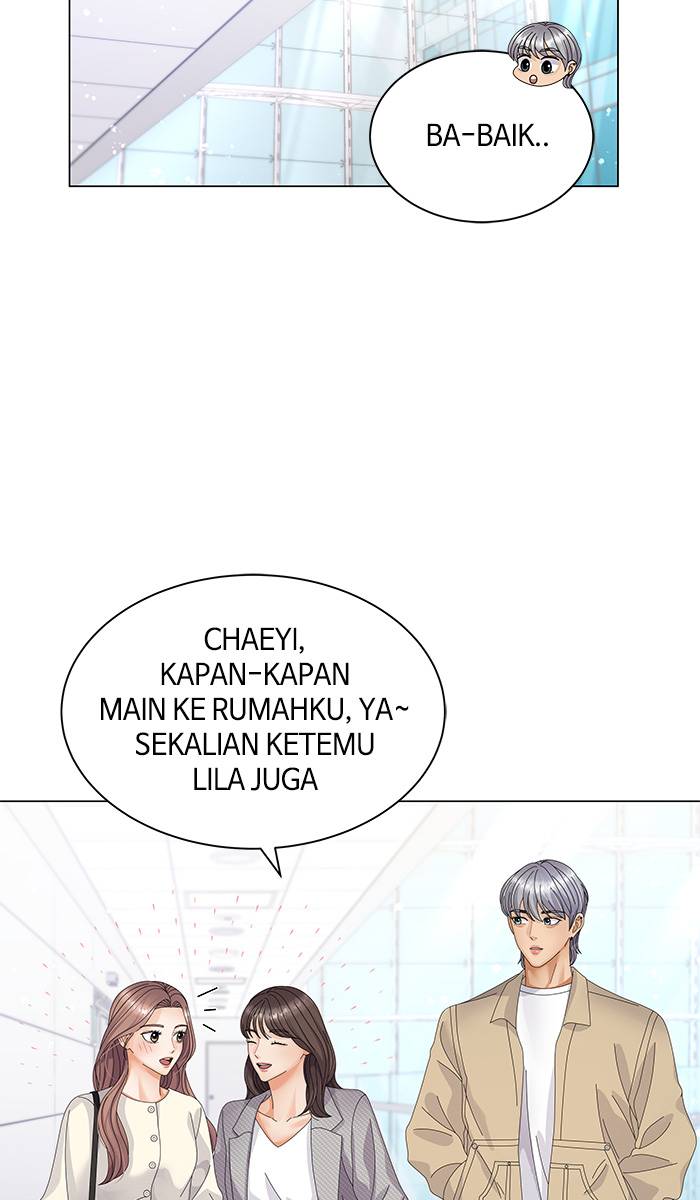 BA-BAIK..
CHAEYI,
KAPAN-KAPAN
MAIN KE RUMAHKU, YA~
SEKALIAN KETEMU
LILA JUGA